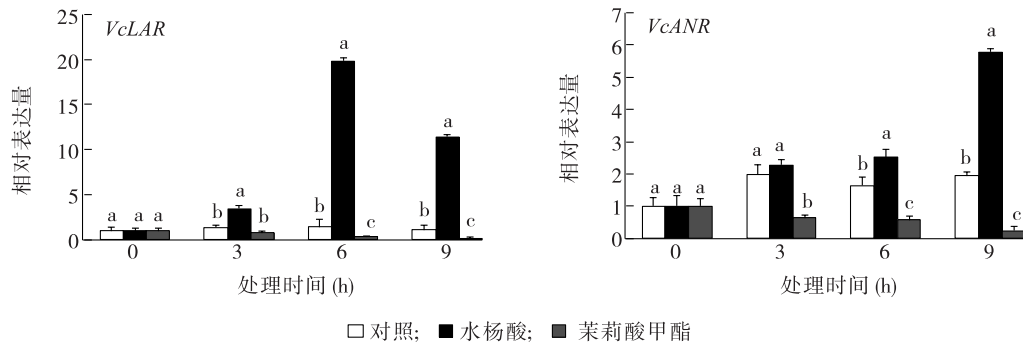 VcLAR
25
20
15
10
5
0
相对表达量
a a a
b a b
b a c
b a c
0 3 6 9
处理时间 (h)
VcANR
7
6
5
4
3
2
1
0
相对表达量
a a a
a a b
b a c
b a c
0 3 6 9
处理时间 (h)
对照; 水杨酸; 茉莉酸甲酯